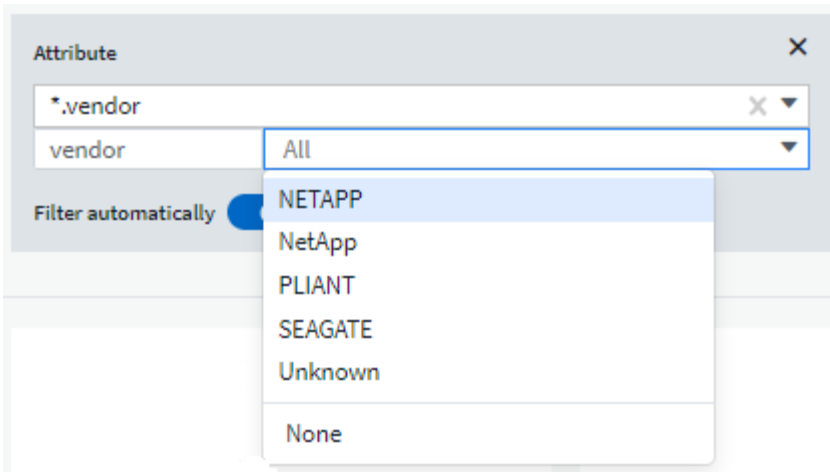 Attribute
*.vendor
vendor All
NETAPP
Filter automatically
NetApp
PLIANT
SEAGATE
Unknown
None